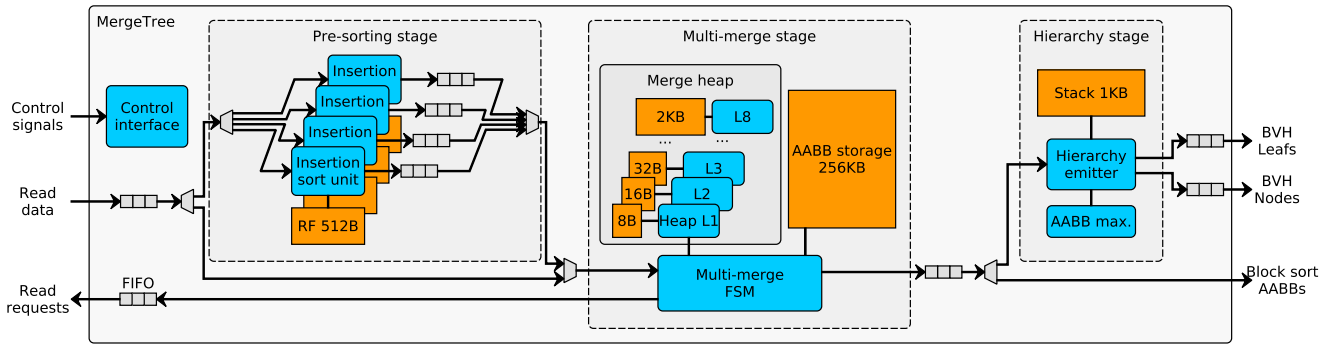 MergeTree
Control
signals
Control
interface
Read
data
Read
requests
FIFO
Pre-sorting stage
Insertion
Insertion
Insertion
Insertion
sort unit
RF 512B
Multi-merge stage
Merge heap
2KB
L8
...
...
32B
L3
16B
L2
8B
Heap L1
AABB storage
256KB
Multi-merge
FSM
Hierarchy stage
Stack 1KB
Hierarchy
emitter
AABB max.
BVH
Leafs
BVH
Nodes
Block sort
AABBs